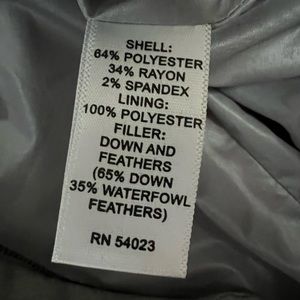 SHELL:
64% POLYESTER
34% RAYON
2% SPANDEX
LINING:
100% POLYESTER
FILLER:
DOWN AND
FEATHERS
(65% DOWN
35% WATERFOWL
FEATHERS)
RN 54023